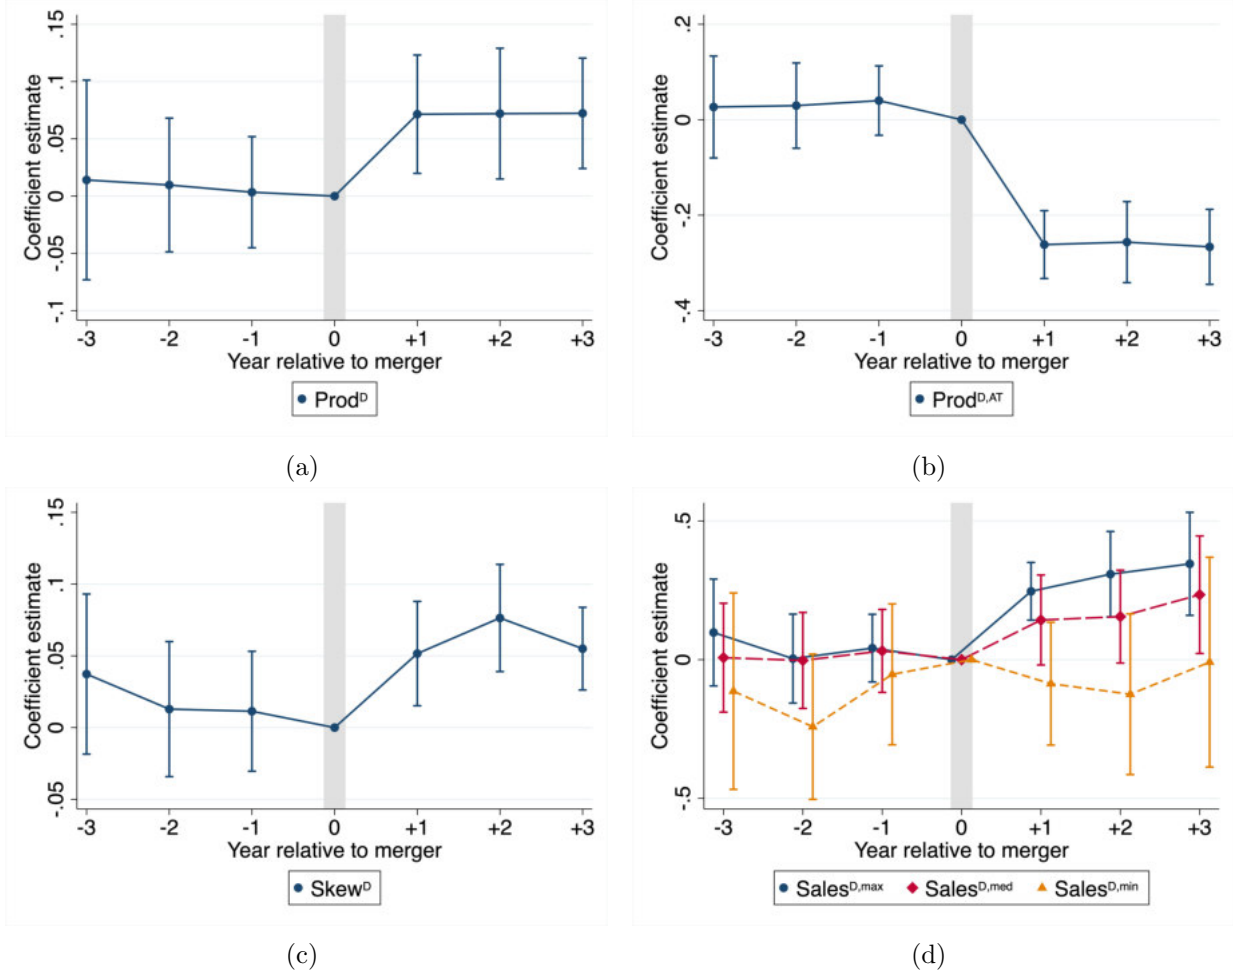 .15
.1
.05
0
-.05
-.1
Coefficient estimate
-3 -2 -1 0 +1 +2 +3
Year relative to merger
Prod^D
(a)
.2
0
-.2
-.4
Coefficient estimate
-3 -2 -1 0 +1 +2 +3
Year relative to merger
Prod^D,AT
(b)
.15
.1
.05
0
-.05
Coefficient estimate
-3 -2 -1 0 +1 +2 +3
Year relative to merger
Skew^D
(c)
.5
0
-.5
Coefficient estimate
-3 -2 -1 0 +1 +2 +3
Year relative to merger
Sales^D,max Sales^D,med Sales^D,min
(d)